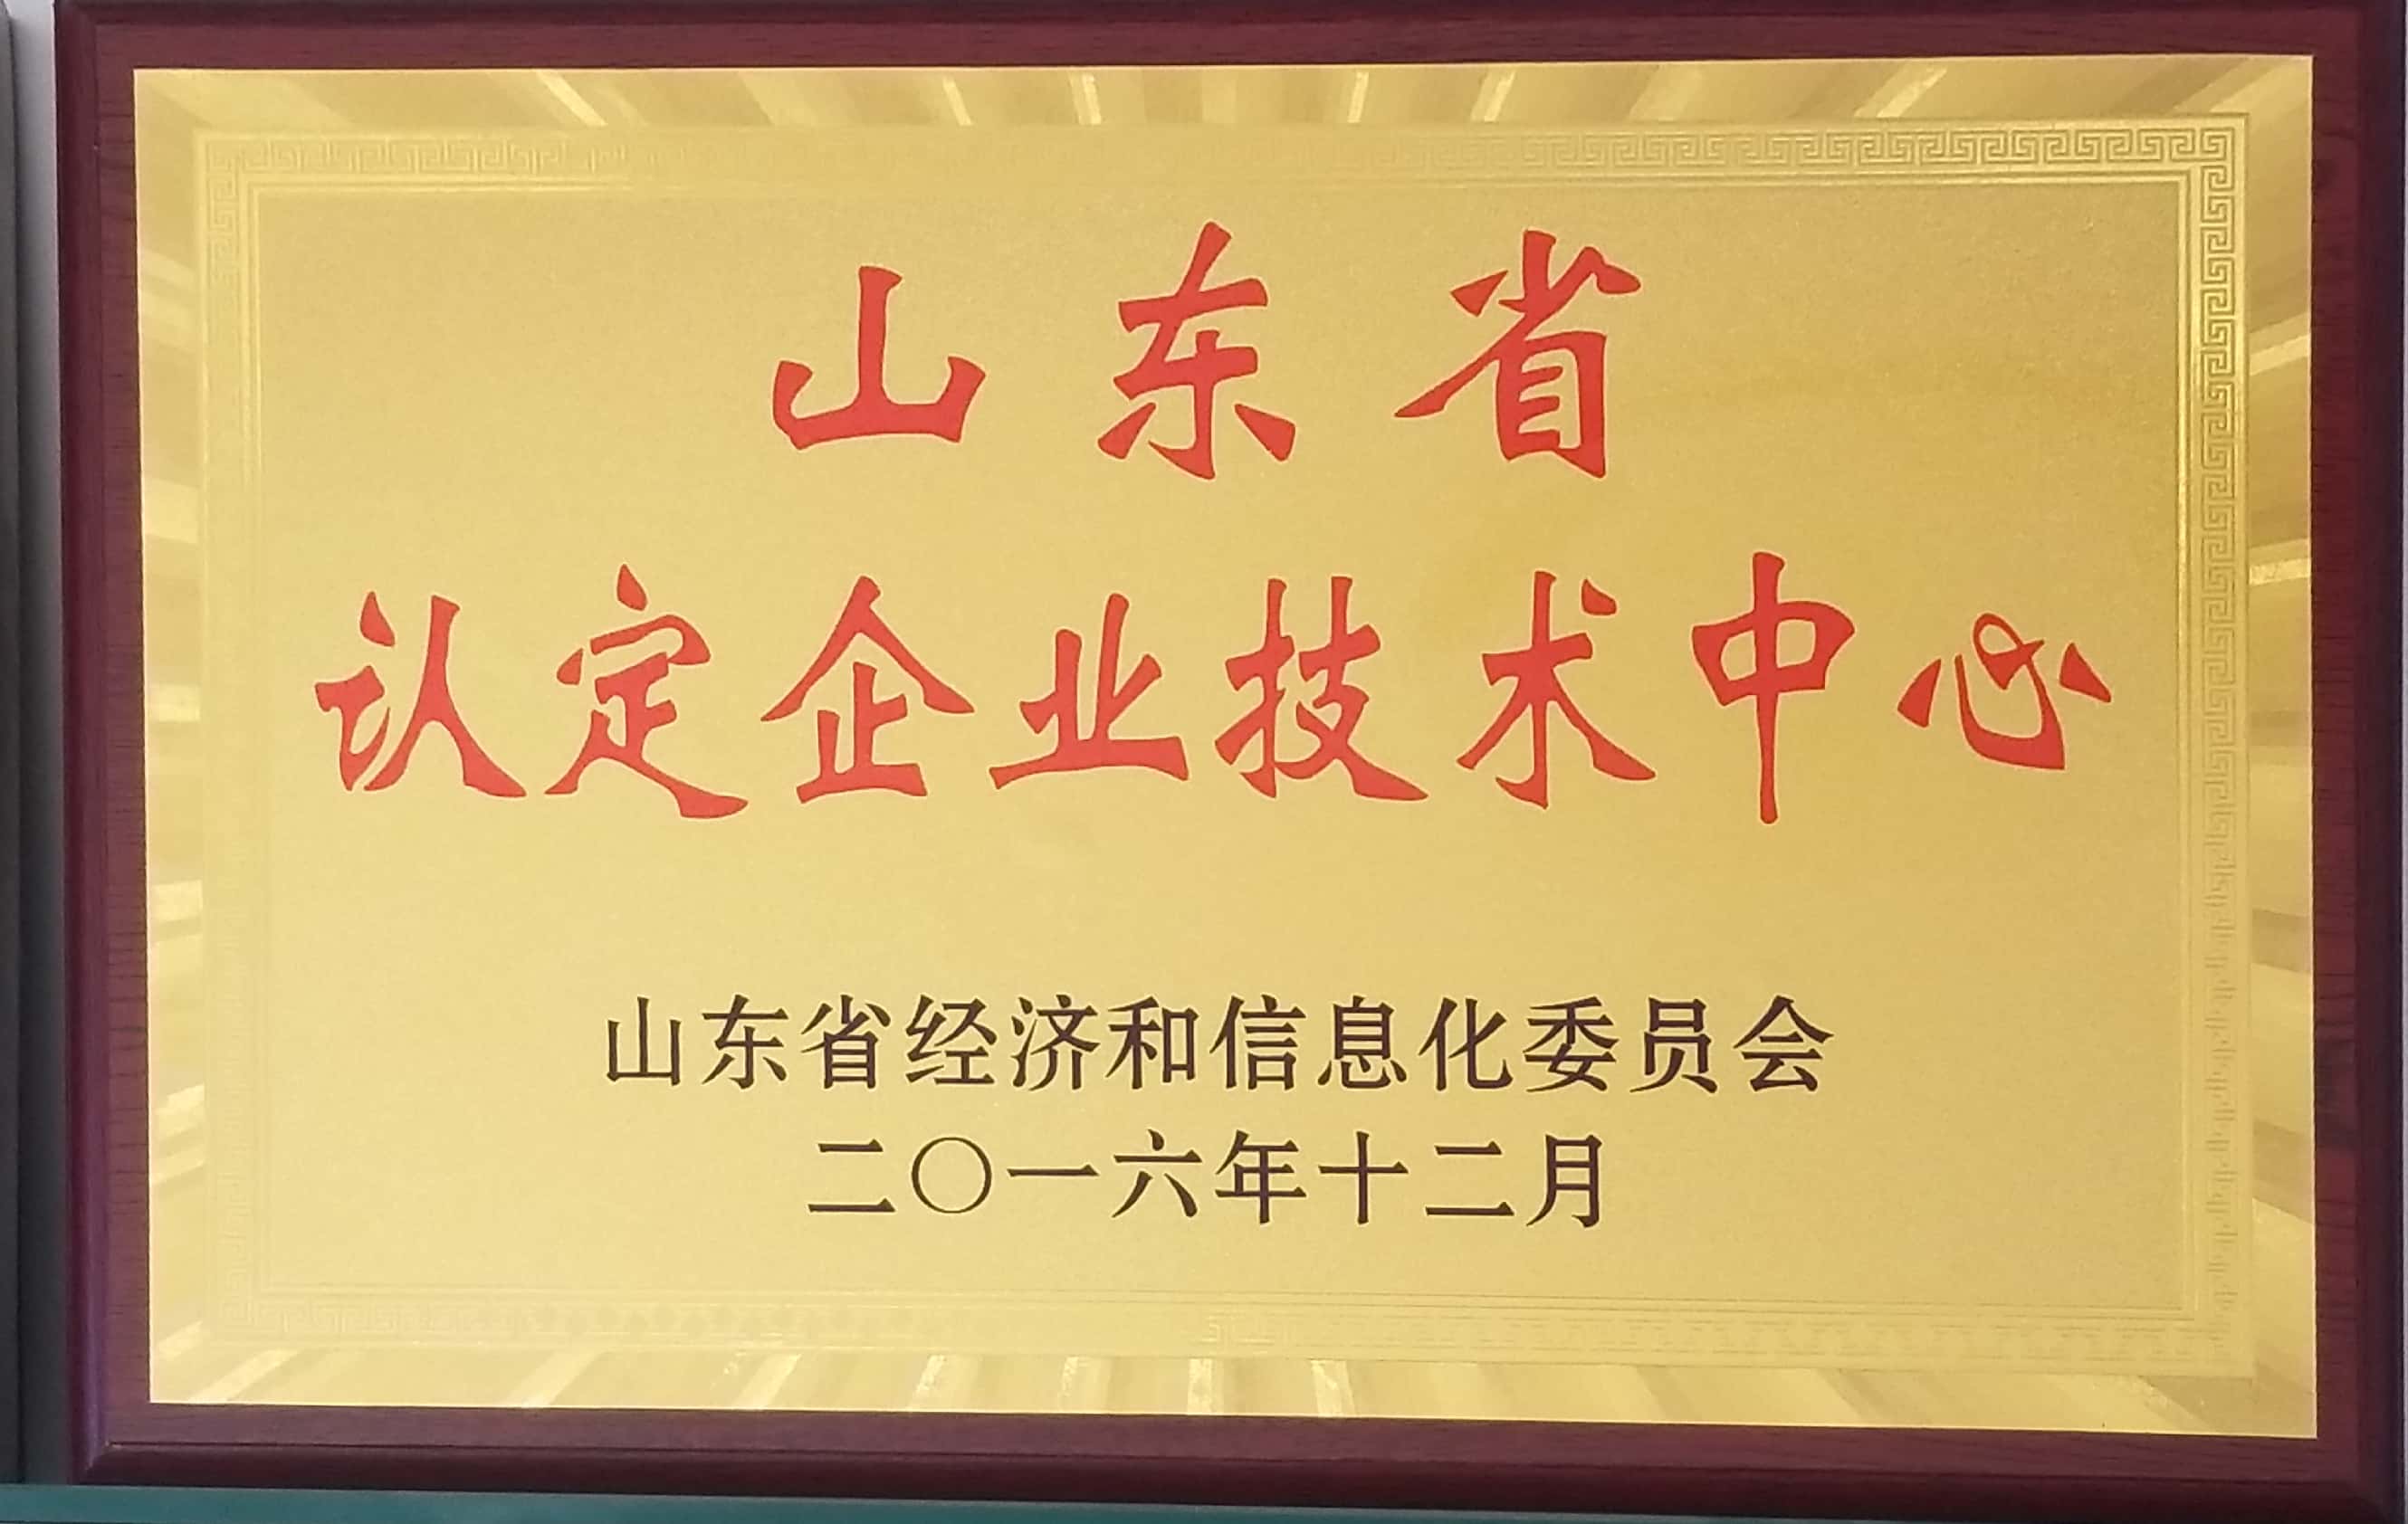 山东省
认定企业技术中心
山东省经济和信息化委员会
二〇一六年十二月